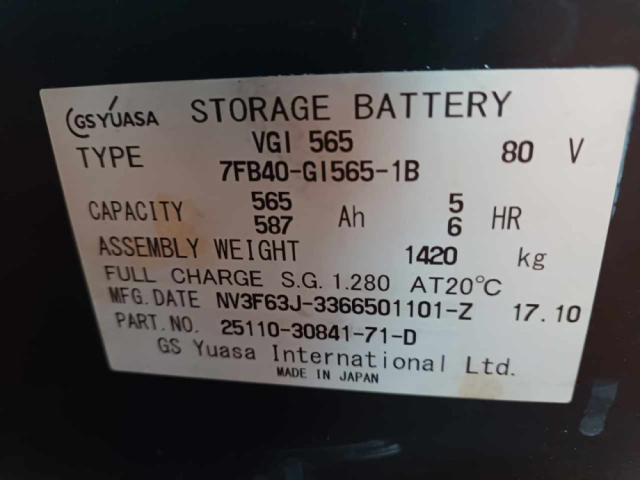 GS YUASA STORAGE BATTERY
TYPE VGI 565 80 V
7FB40-GI565-1B
CAPACITY 565 Ah 5 HR
587 6
ASSEMBLY WEIGHT 1420 kg
FULL CHARGE S.G. 1.280 AT20℃
MFG.DATE NV3F63J-3366501101-Z 17.10
PART.NO. 25110-30841-71-D
GS Yuasa International Ltd.
MADE IN JAPAN